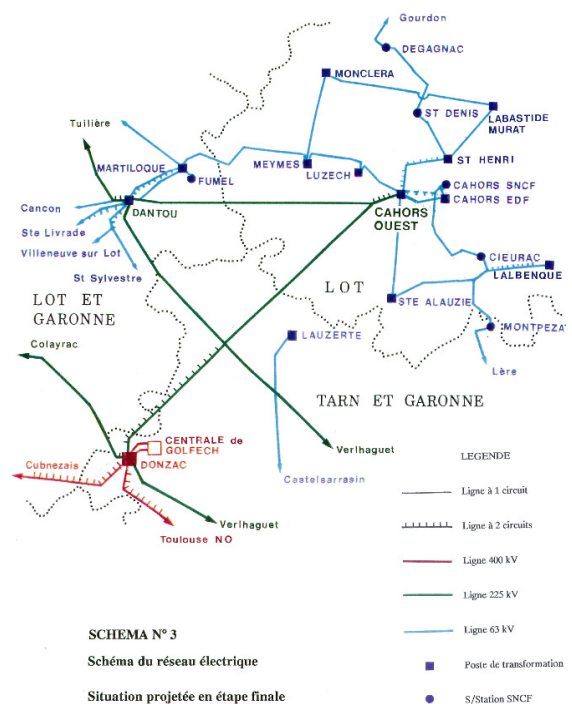 Gourdon
DEGAGNAC
MONCLERA
Tuilière
ST DENIS
LABASTIDE
MURAT
MARTILOQUE
MEYMES
ST HENRI
FUMEL
LUZECH
CAHORS SNCF
CAHORS EDF
Cancon
DANTOU
CAHORS
OUEST
Ste Livrade
Villeneuve sur Lot
CIEURAC
St Sylvestre
LALBENQUE
LOT
LOT ET
GARONNE
STE ALAUZIE
MONTPEZAT
Colayrac
LAUZERTE
Lère
TARN ET GARONNE
CENTRALE de
GOLFECH
Verlhaguet
Cubnezais
DONZAC
Castelsarrasin
Verlhaguet
Toulouse NO
LEGENDE
Ligne à 1 circuit
Ligne à 2 circuits
Ligne 400 kV
Ligne 225 kV
Ligne 63 kV
Poste de transformation
S/Station SNCF
SCHEMA N° 3
Schéma du réseau électrique
Situation projetée en étape finale